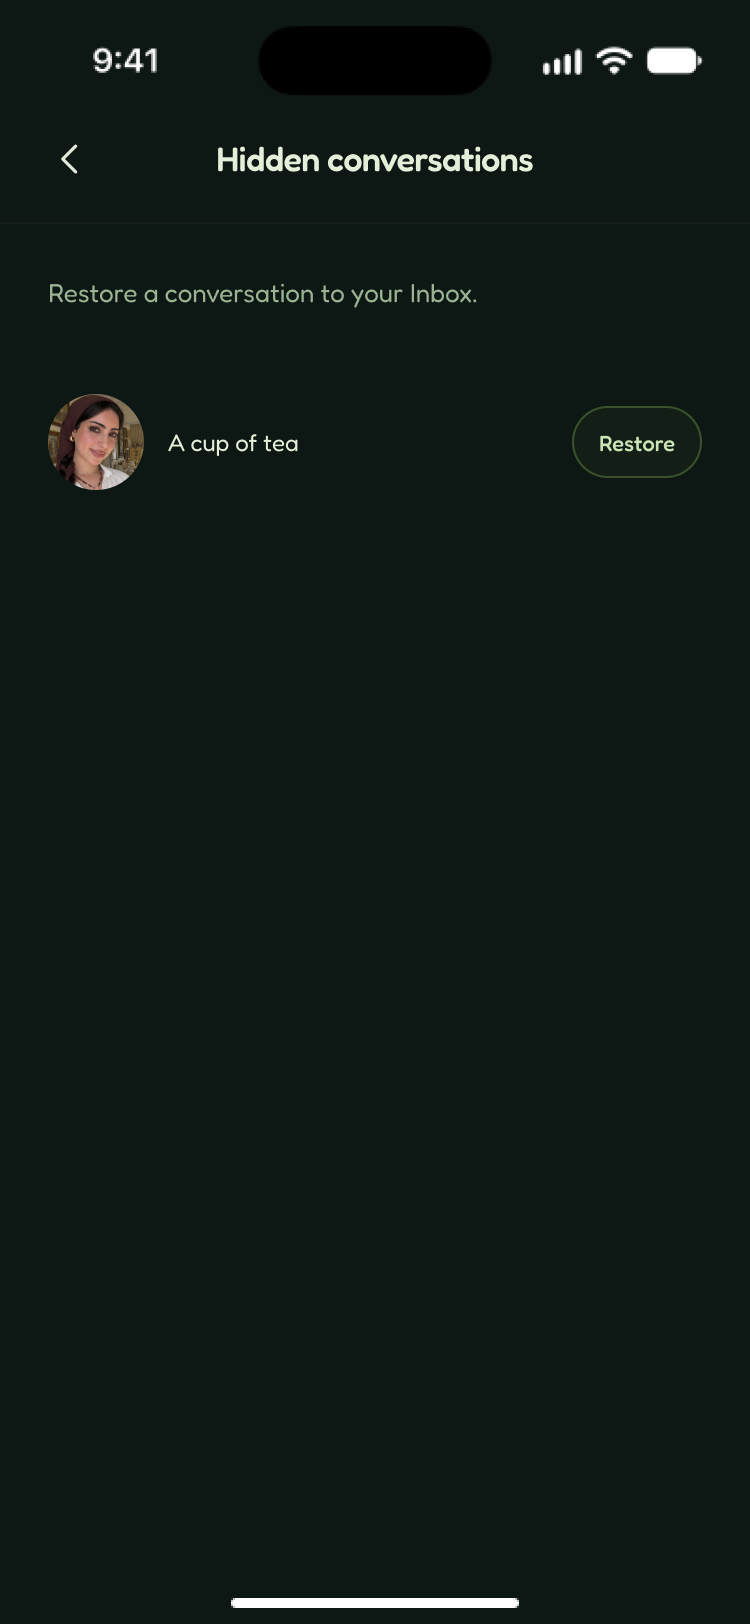 9:41
Hidden conversations
Restore a conversation to your Inbox.
A cup of tea
Restore